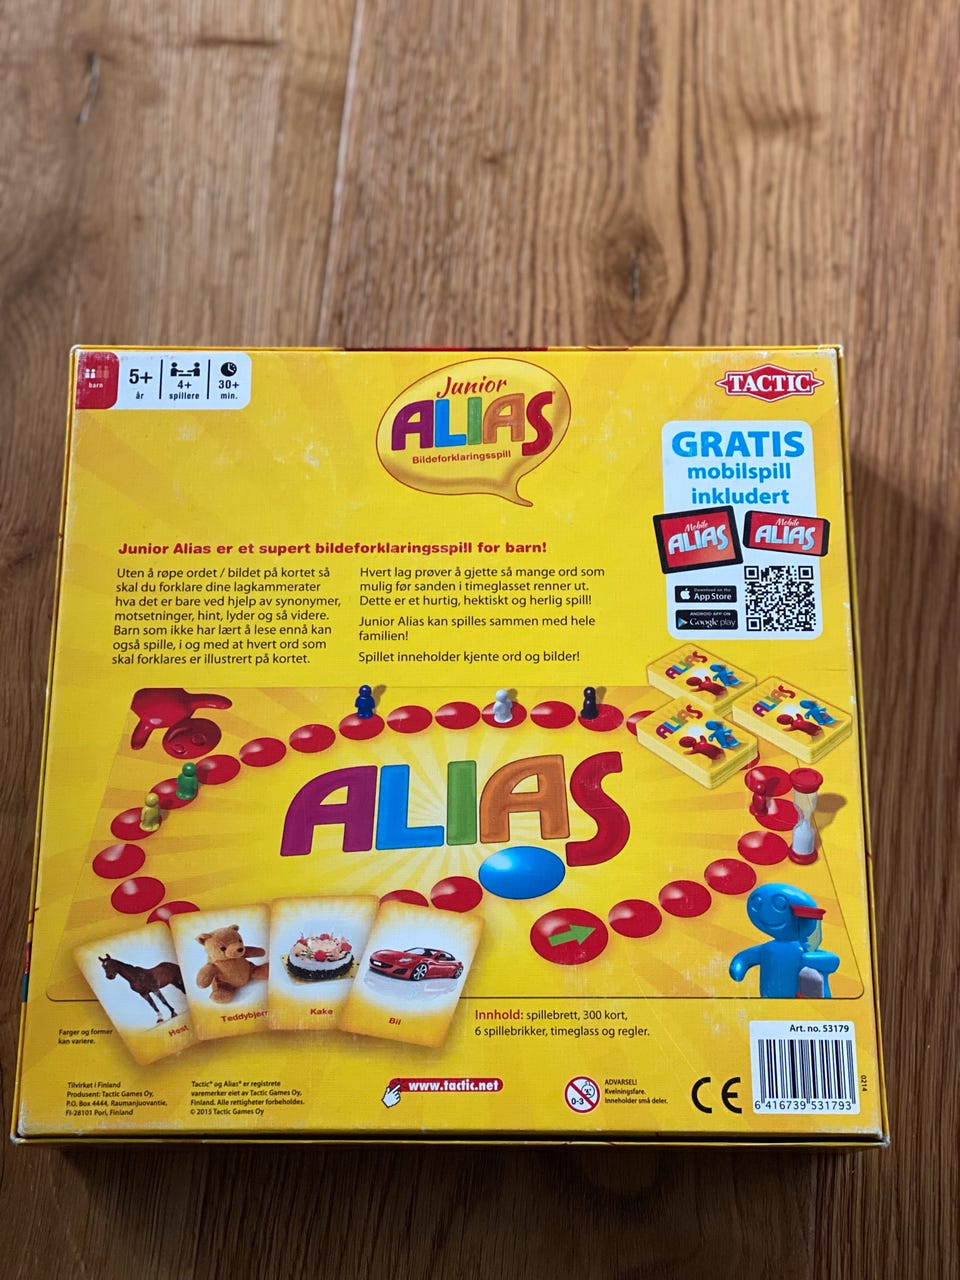 barn
5+
år
4+
spillere
30+
min.
Junior
ALIAS
Bildeforklaringsspill
TACTIC
GRATIS
mobilspill
inkludert
Mobile
ALIAS
Mobile
ALIAS
Download on the
App Store
ANDROID APP ON
Google play
Junior Alias er et supert bildeforklaringsspill for barn!
Uten å røpe ordet / bildet på kortet så
skal du forklare dine lagkammerater
hva det er bare ved hjelp av synonymer,
motsetninger, hint, lyder og så videre.
Barn som ikke har lært å lese ennå kan
også spille, i og med at hvert ord som
skal forklares er illustrert på kortet.
Hvert lag prøver å gjette så mange ord som
mulig før sanden i timeglasset renner ut.
Dette er et hurtig, hektiskt og herlig spill!
Junior Alias kan spilles sammen med hele
familien!
Spillet inneholder kjente ord og bilder!
ALIAS
ALIAS
ALIAS
ALIAS
Hest
Teddybjørn
Kake
Bil
Farger og former
kan variere.
Innhold: spillebrett, 300 kort,
6 spillebrikker, timeglass og regler.
Tilvirket i Finland
Produsent: Tactic Games Oy,
P.O. Box 4444, Raumanjuovantie,
FI-28101 Pori, Finland
Tactic® og Alias® er registrete
varemerker eiet av Tactic Games Oy,
Finland. Alle rettigheter forbeholdes.
© 2015 Tactic Games Oy
www.tactic.net
0-3
ADVARSEL!
Kvelningsfare.
Inneholder små deler.
CE
Art. no. 53179
6 416739 531793
0214